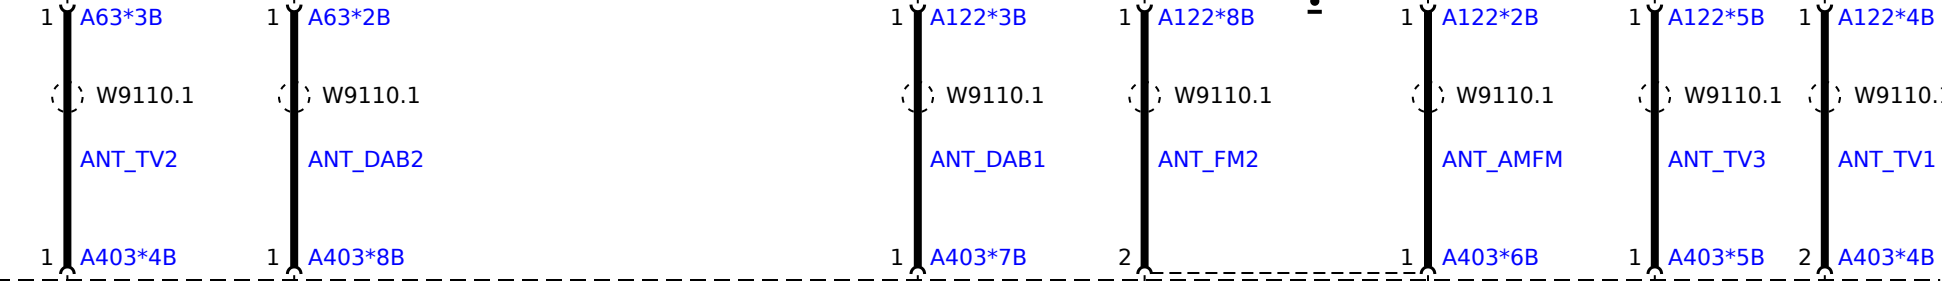 1 A63*3B 1 A63*2B 1 A122*3B 1 A122*8B 1 A122*2B 1 A122*5B 1 A122*4B
W9110.1 W9110.1 W9110.1 W9110.1 W9110.1 W9110.1 W9110.
ANT_TV2 ANT_DAB2 ANT_DAB1 ANT_FM2 ANT_AMFM ANT_TV3 ANT_TV1
1 A403*4B 1 A403*8B 1 A403*7B 2 1 A403*6B 1 A403*5B 2 A403*4B